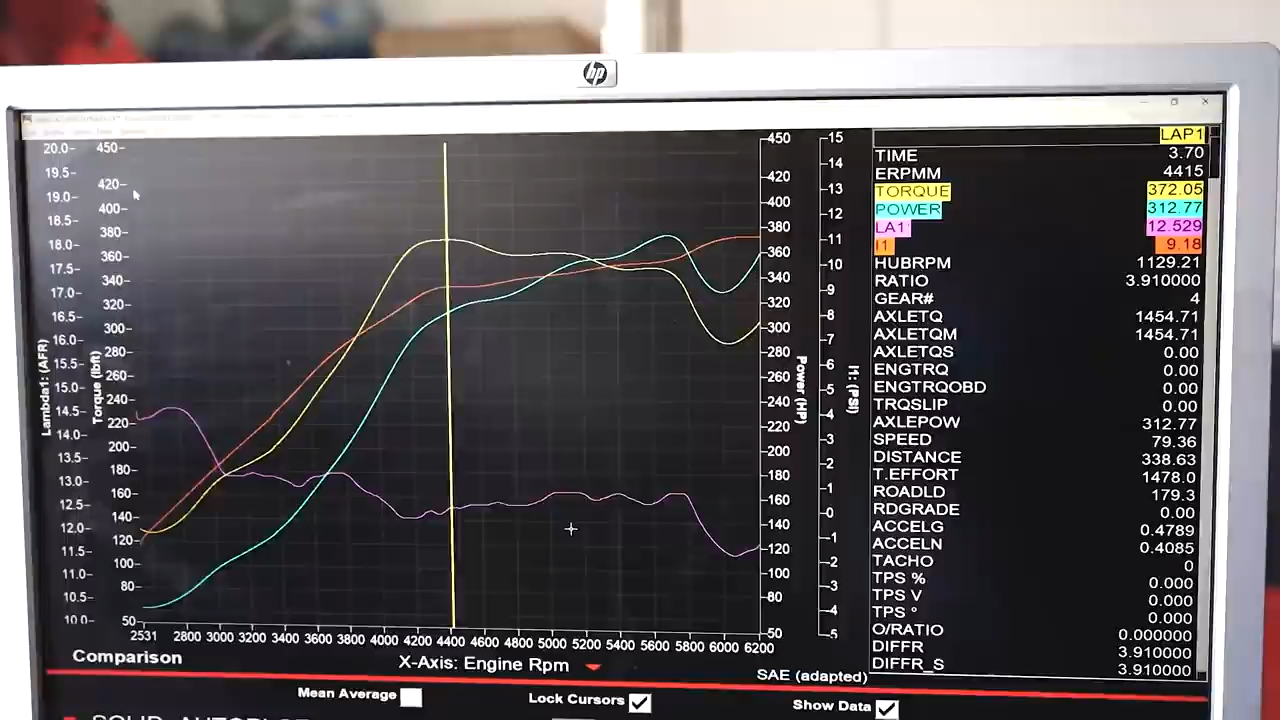 hp
20.0 450 450 15
19.5 14
420 420 13
19.0
400 400 12
18.5
380 380 11
18.0
360 360 10
17.5
340 340 9
17.0
320 320 8
16.5
300 300 7
16.0
280 280 6
15.5
260 260 5
15.0
240 240 4
14.5
220 220 3
14.0
200 200 2
13.5
180 180 1
13.0
160 160 0
12.5
140 140 1
12.0
120 120 2
11.5
100 100 3
11.0
80 80 4
10.5
10.0 50 50 5
Lambda1: (AFR)
Torque (lbft)
Power (HP)
I1: (PSI)
2531 2800 3000 3200 3400 3600 3800 4000 4200 4400 4600 4800 5000 5200 5400 5600 5800 6000 6200
X-Axis: Engine Rpm
Comparison
SAE (adapted)
Mean Average
Lock Cursors
Show Data
LAP1
TIME 3.70
ERPMM 4415
TORQUE 372.05
POWER 312.77
LA1 12.529
I1 9.18
HUBRPM 1129.21
RATIO 3.910000
GEAR# 4
AXLETQ 1454.71
AXLETQM 1454.71
AXLETQS 0.00
ENGTRQ 0.00
ENGTRQOBD 0.00
TRQSLIP 0.00
AXLEPOW 312.77
SPEED 79.36
DISTANCE 338.63
T.EFFORT 1478.0
ROADLD 179.3
RDGRADE 0.00
ACCELG 0.4789
ACCELN 0.4085
TACHO 0
TPS % 0.000
TPS V 0.000
TPS ° 0.000
O/RATIO 0.000000
DIFFR 3.910000
DIFFR_S 3.910000